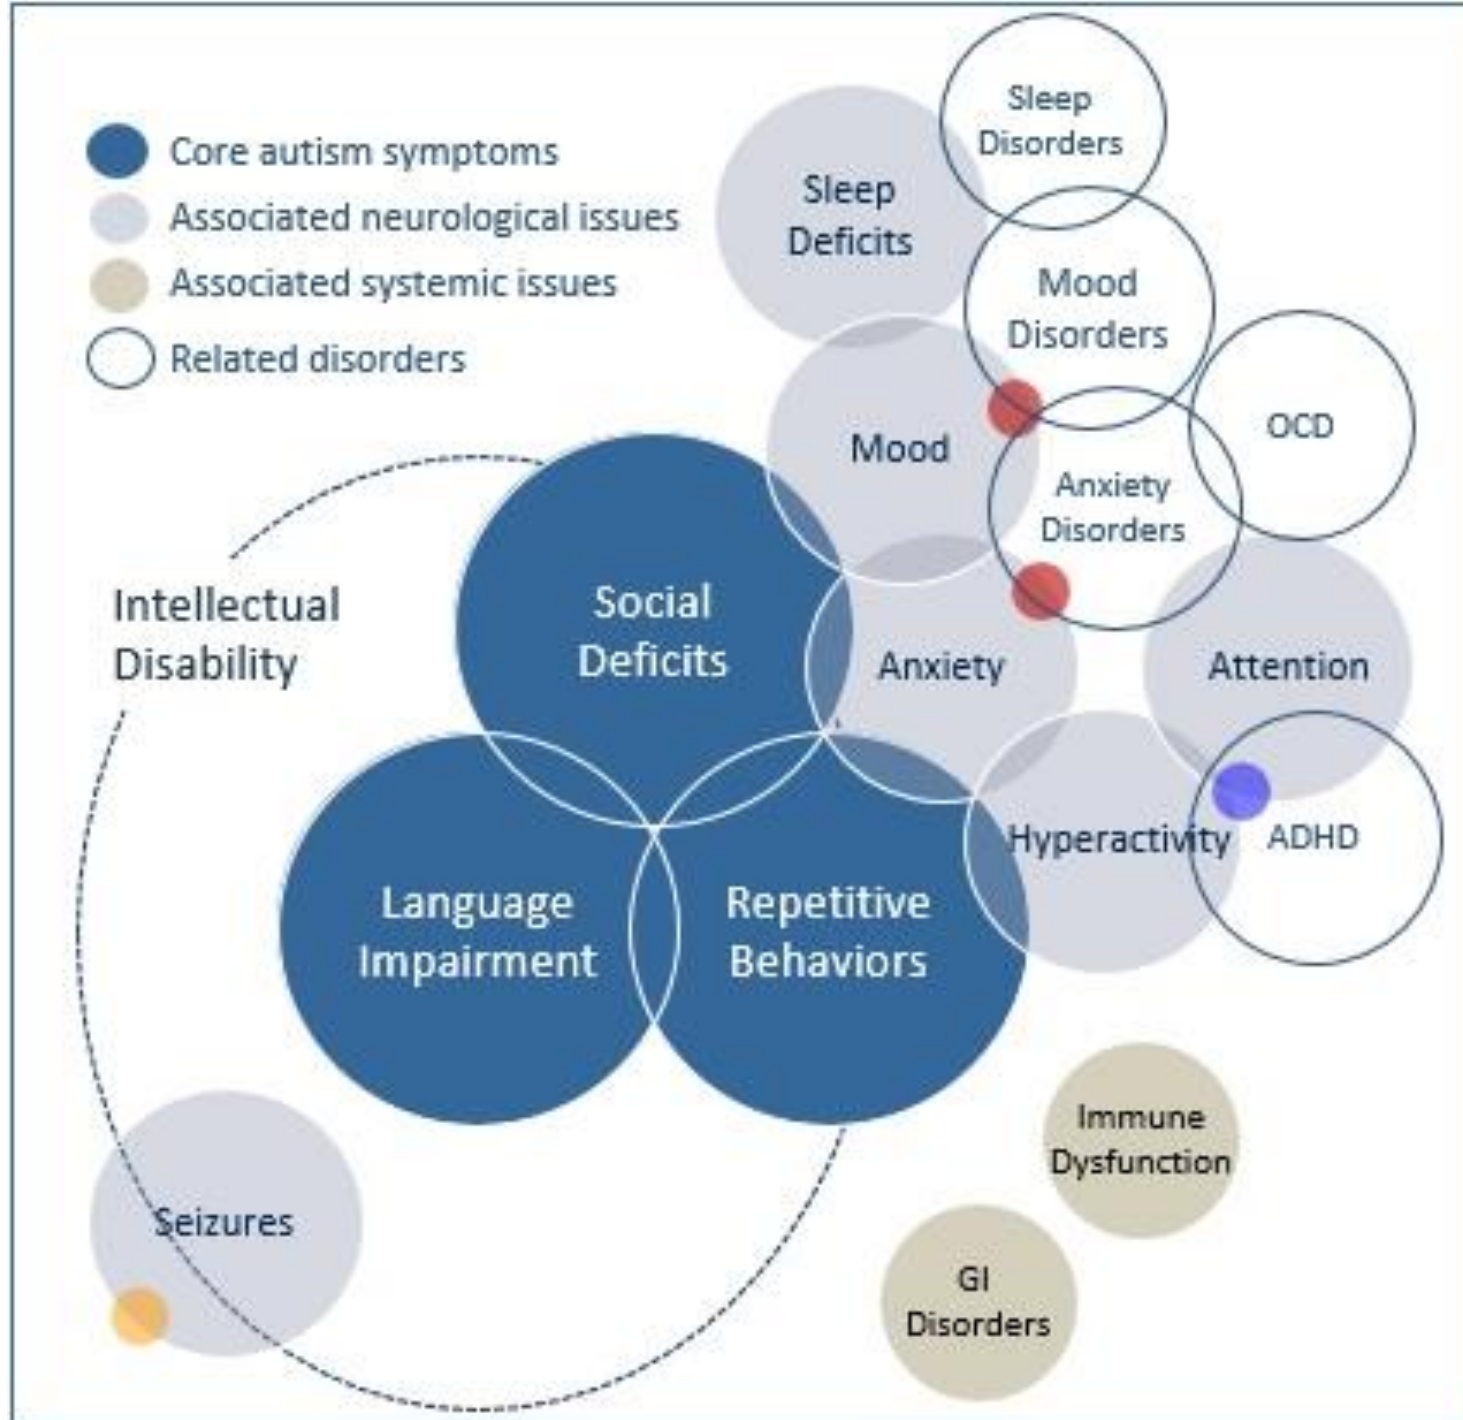 Core autism symptoms
Associated neurological issues
Associated systemic issues
Related disorders
Sleep
Disorders
Sleep
Deficits
Mood
Disorders
OCD
Mood
Anxiety
Disorders
Intellectual
Disability
Social
Deficits
Anxiety
Attention
Hyperactivity
ADHD
Language
Impairment
Repetitive
Behaviors
Immune
Dysfunction
Seizures
GI
Disorders